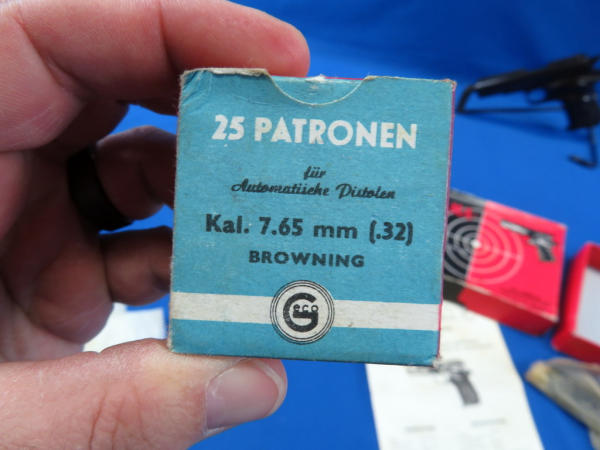 25 PATRONEN
für
Automatische Pistolen
Kal. 7.65 mm (.32)
BROWNING
Geco